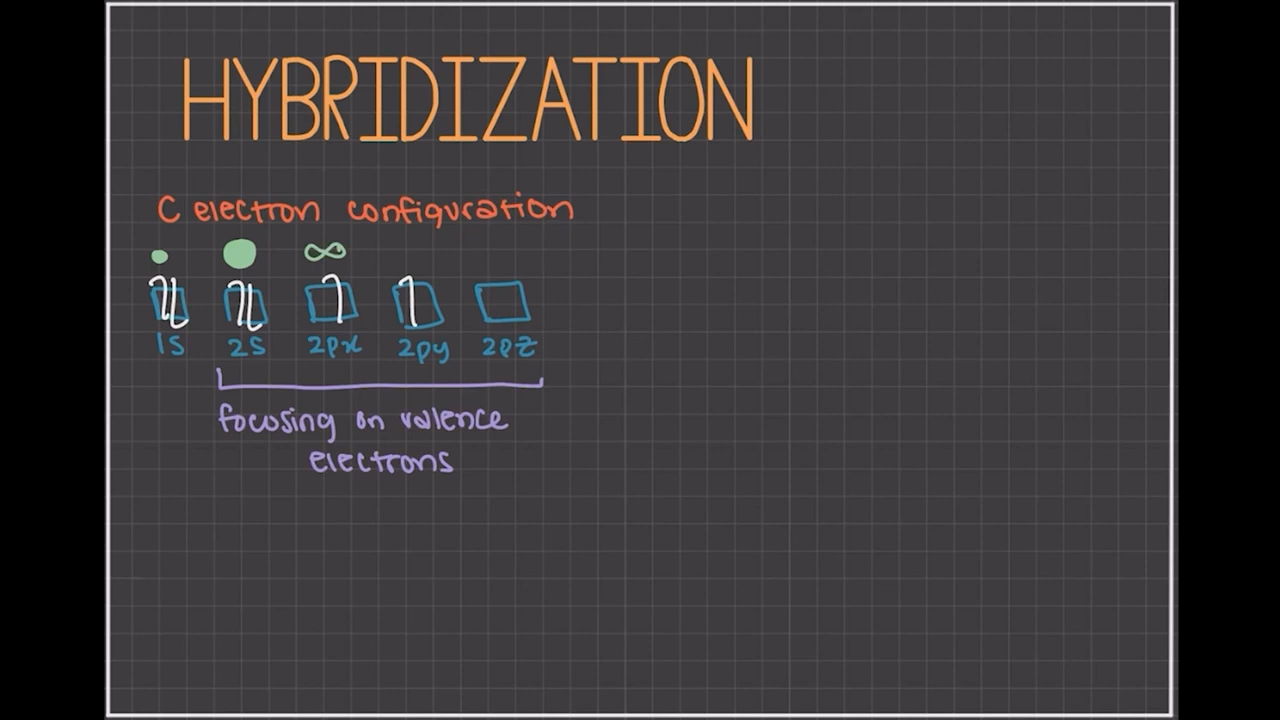 HYBRIDIZATION
C electron configuration
1S 2S 2px 2py 2pz
focusing on valence
electrons